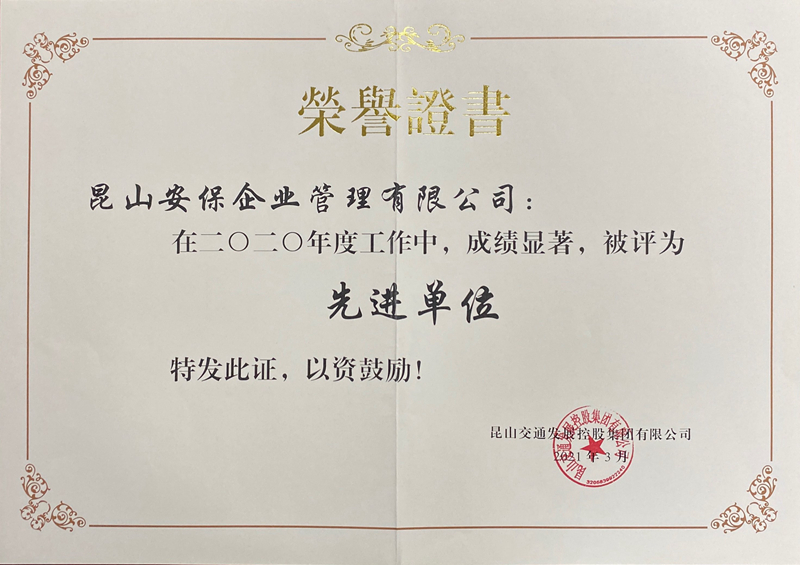 榮譽證書
昆山安保企业管理有限公司：
在二〇二〇年度工作中，成绩显著，被评为
先进单位
特发此证，以资鼓励！
昆山交通发展控股集团有限公司
2021年3月